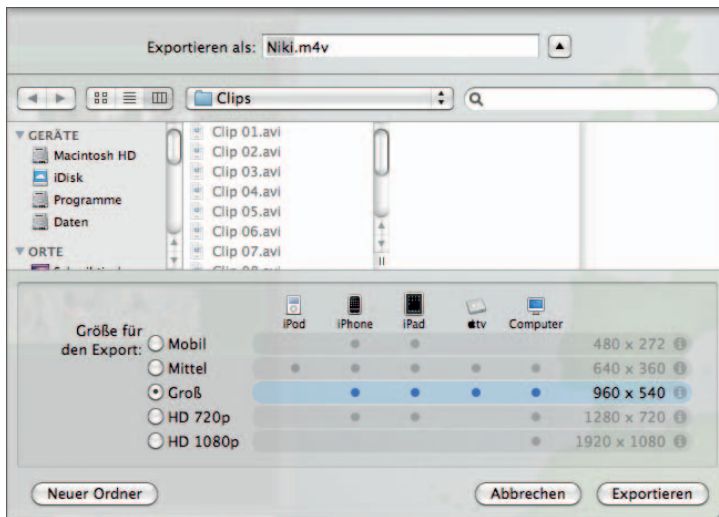 Exportieren als: Niki.m4v
Clips
GERÄTE
Macintosh HD
iDisk
Programme
Daten
ORTE
Clip 01.avi
Clip 02.avi
Clip 03.avi
Clip 04.avi
Clip 05.avi
Clip 06.avi
Clip 07.avi
Größe für
den Export:
iPod iPhone iPad tv Computer
Mobil 480 x 272
Mittel 640 x 360
Groß 960 x 540
HD 720p 1280 x 720
HD 1080p 1920 x 1080
Neuer Ordner Abbrechen Exportieren